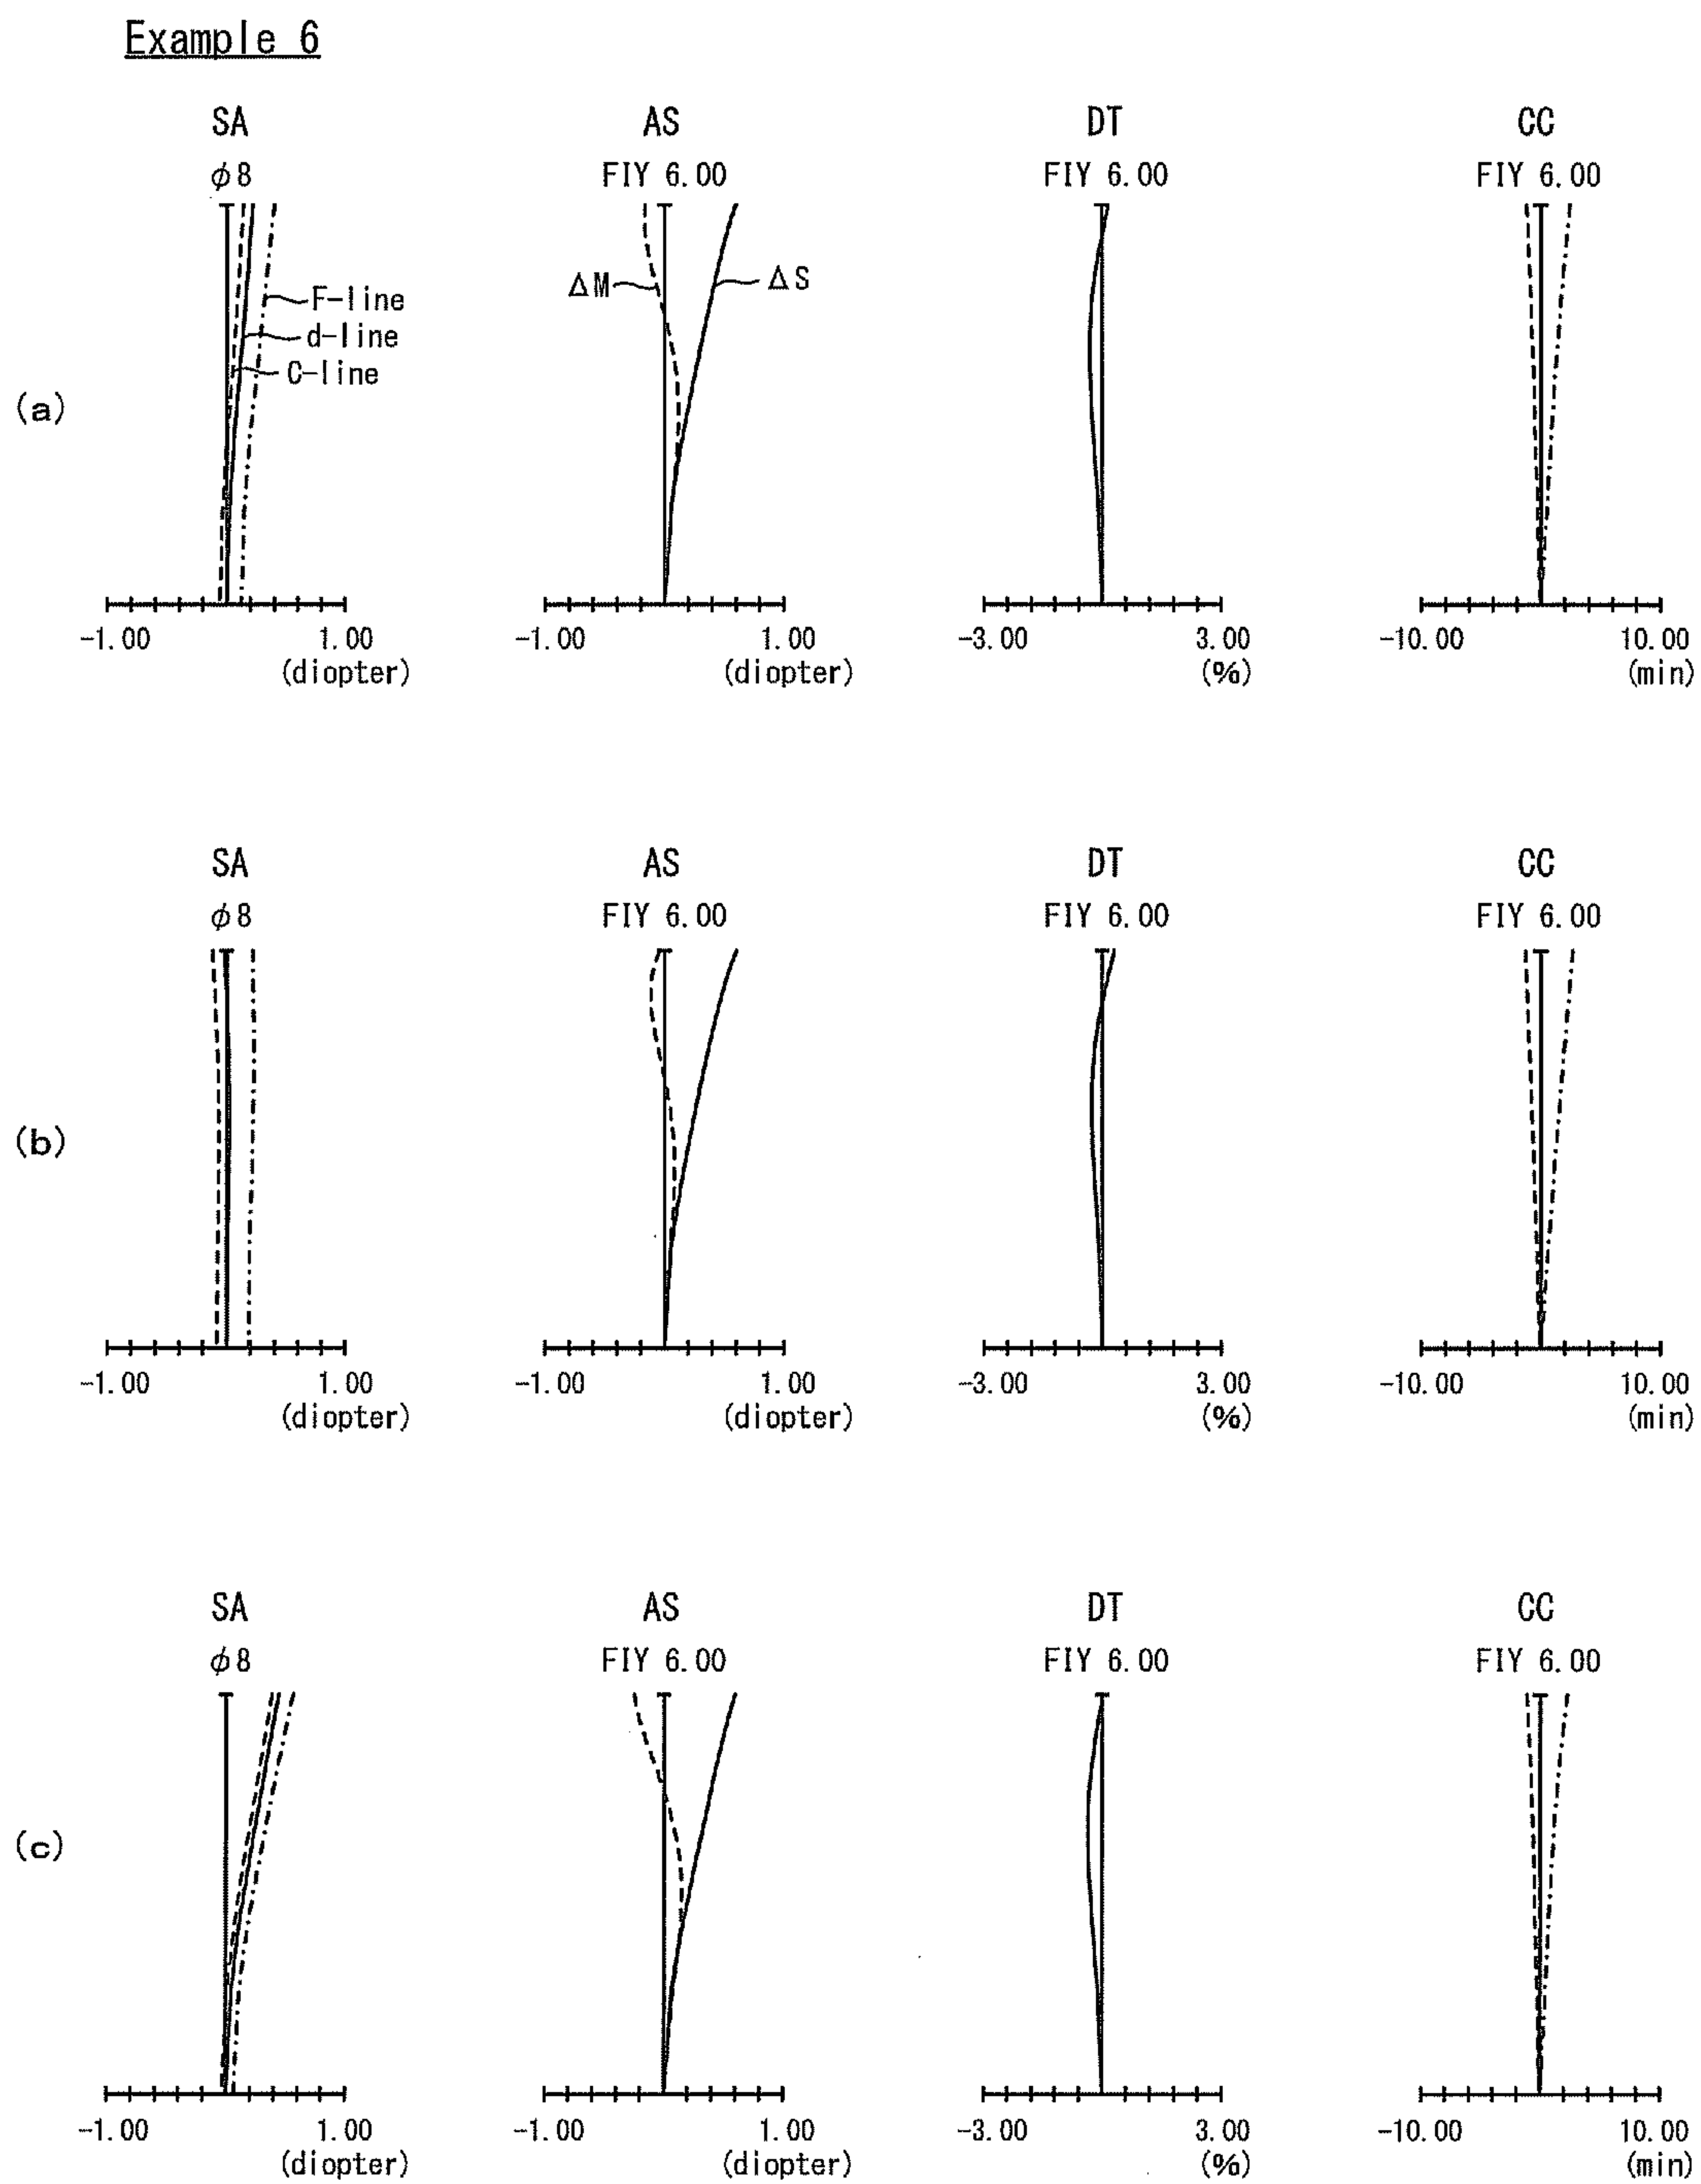 Example 6
SA AS DT CC
φ8 FIY 6.00 FIY 6.00 FIY 6.00
ΔM ΔS
F-line
d-line
C-line
(a)
-1.00 1.00 -1.00 1.00 -3.00 3.00 -10.00 10.00
(diopter) (diopter) (%) (min)
SA AS DT CC
φ8 FIY 6.00 FIY 6.00 FIY 6.00
(b)
-1.00 1.00 -1.00 1.00 -3.00 3.00 -10.00 10.00
(diopter) (diopter) (%) (min)
SA AS DT CC
φ8 FIY 6.00 FIY 6.00 FIY 6.00
(c)
-1.00 1.00 -1.00 1.00 -3.00 3.00 -10.00 10.00
(diopter) (diopter) (%) (min)